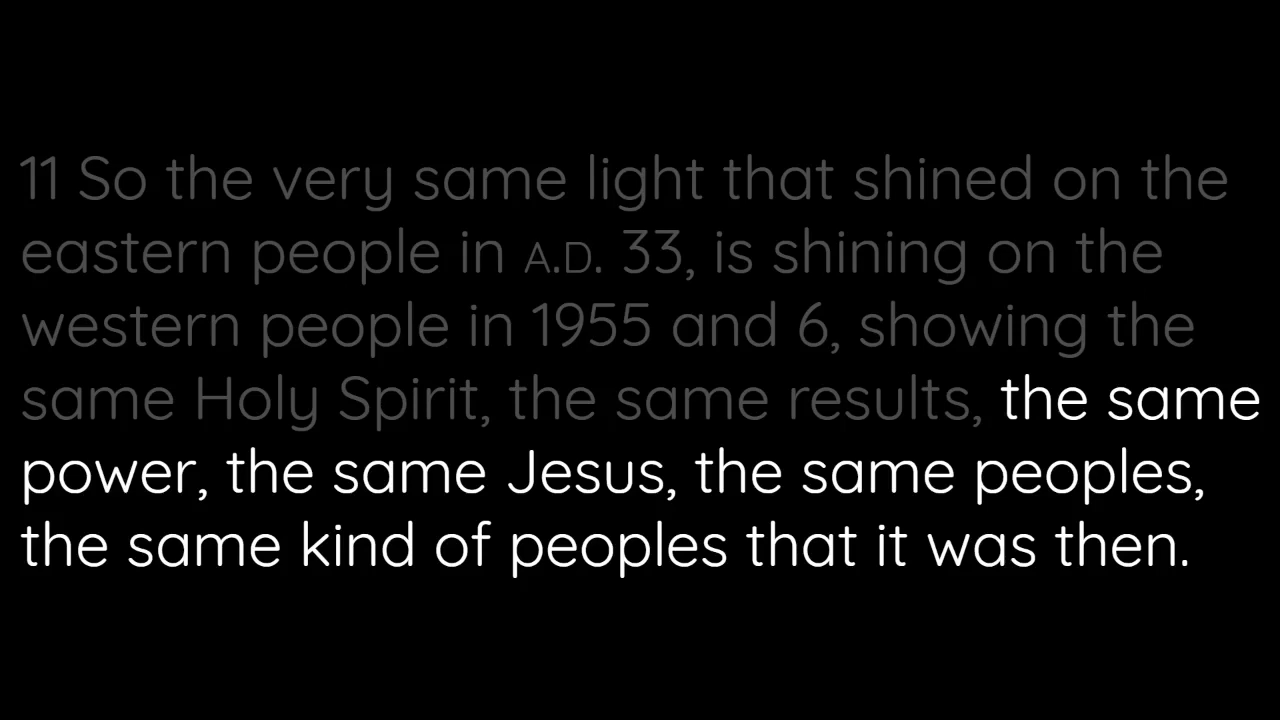 11 So the very same light that shined on the
eastern people in A.D. 33, is shining on the
western people in 1955 and 6, showing the
same Holy Spirit, the same results, the same
power, the same Jesus, the same peoples,
the same kind of peoples that it was then.